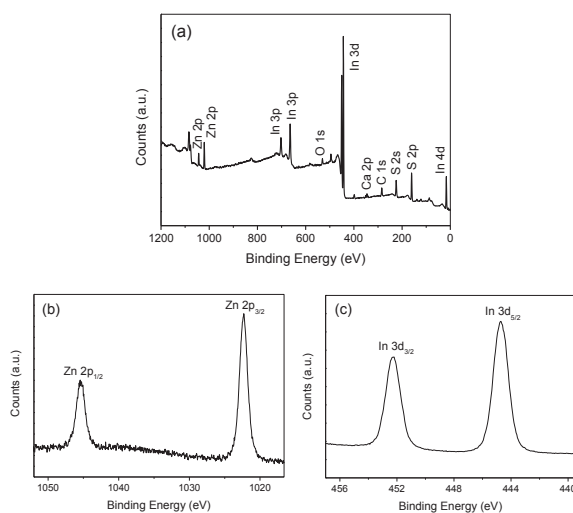 (a)
Counts (a.u.)
Zn 2p
Zn 2p
In 3p
In 3p
O 1s
In 3d
Ca 2p
C 1s
S 2s
S 2p
In 4d
1200 1000 800 600 400 200 0
Binding Energy (eV)
(b)
Counts (a.u.)
Zn 2p1/2
Zn 2p3/2
1050 1040 1030 1020
Binding Energy (eV)
(c)
Counts (a.u.)
In 3d3/2
In 3d5/2
456 452 448 444 440
Binding Energy (eV)